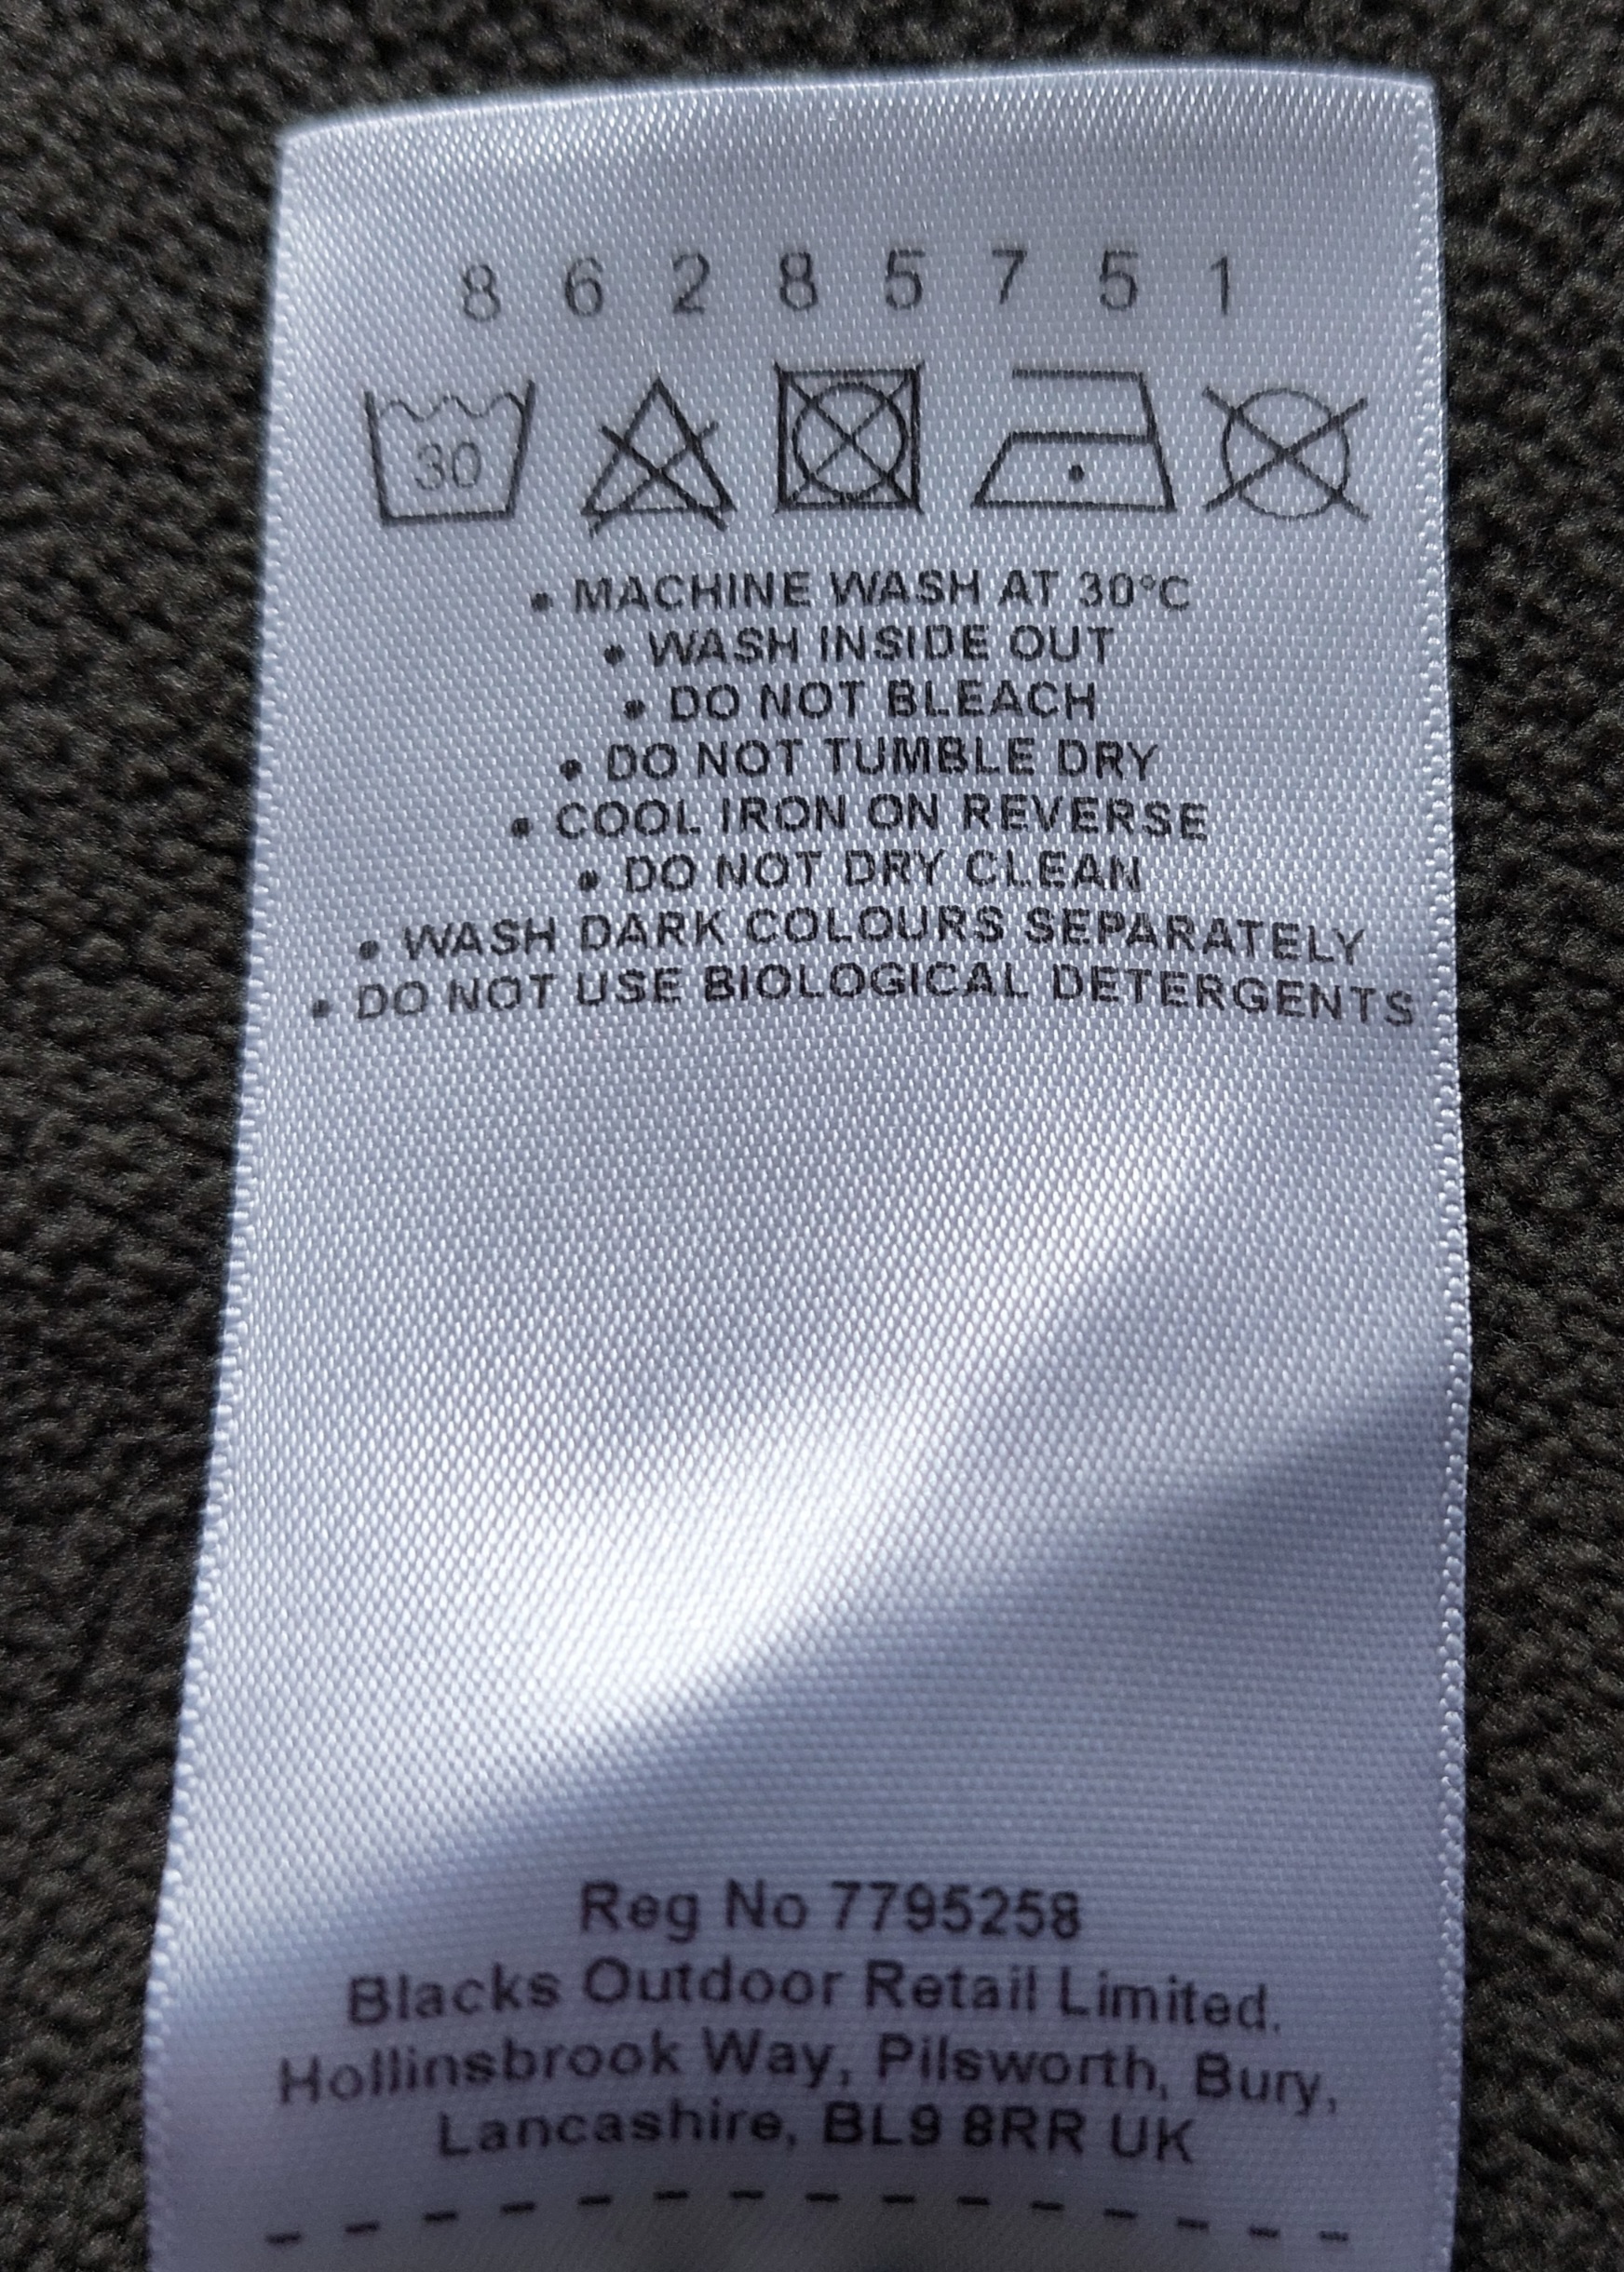 8 6 2 8 5 7 5 1
30
• MACHINE WASH AT 30°C
• WASH INSIDE OUT
• DO NOT BLEACH
• DO NOT TUMBLE DRY
• COOL IRON ON REVERSE
• DO NOT DRY CLEAN
• WASH DARK COLOURS SEPARATELY
• DO NOT USE BIOLOGICAL DETERGENTS
Reg No 7795258
Blacks Outdoor Retail Limited.
Hollinsbrook Way, Pilsworth, Bury,
Lancashire, BL9 8RR UK